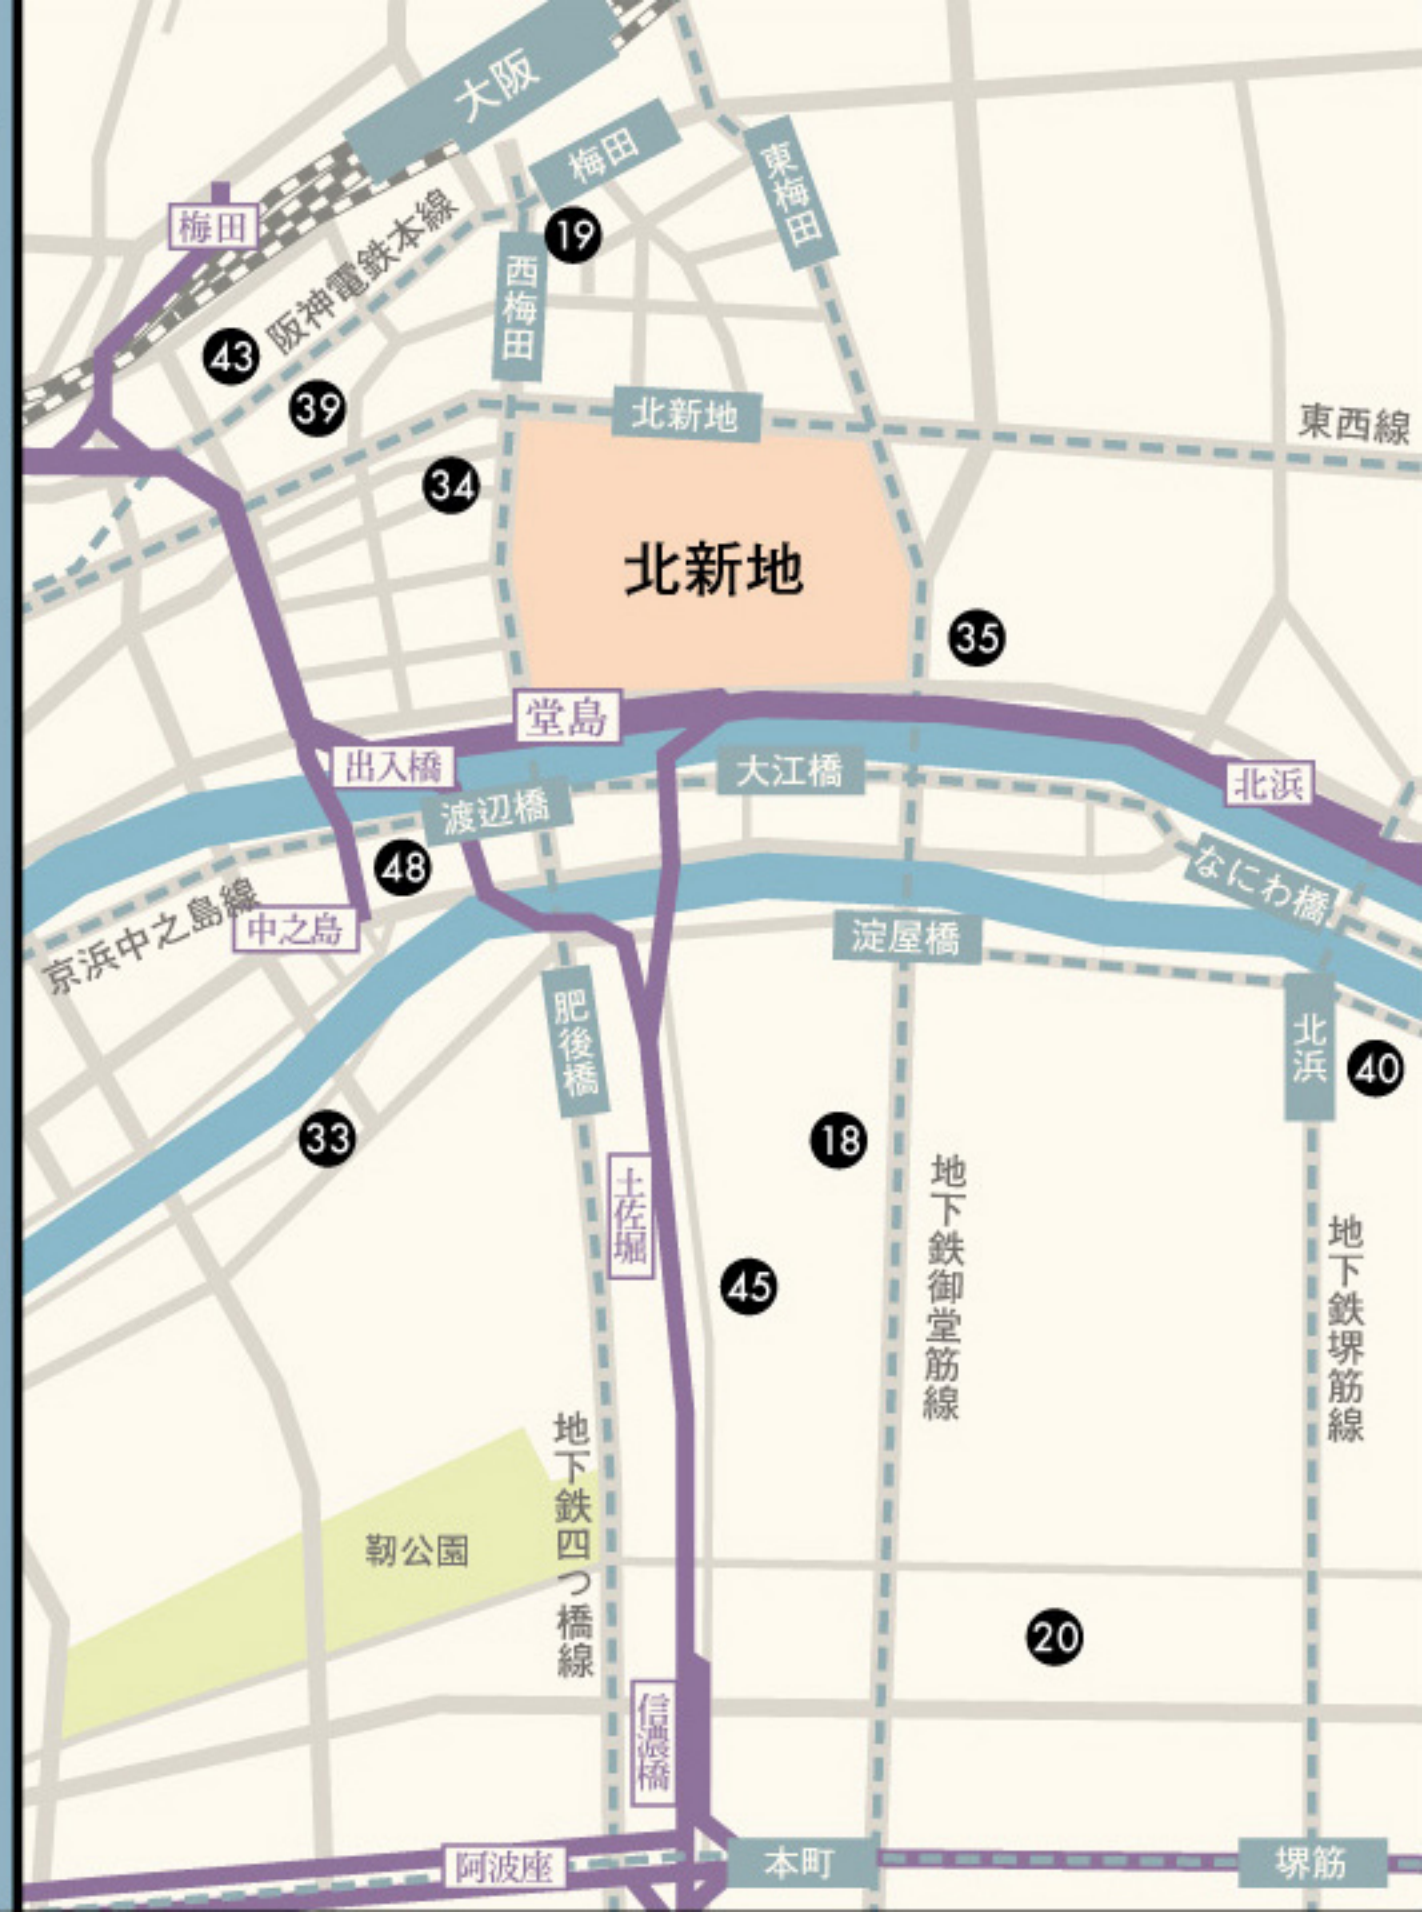 大阪
梅田
東梅田
梅田
19
阪神電鉄本線
西梅田
43
39
北新地
東西線
34
北新地
35
堂島
出入橋
大江橋
北浜
渡辺橋
48
なにわ橋
京浜中之島線
中之島
淀屋橋
肥後橋
北浜
40
33
18
土佐堀
地下鉄御堂筋線
45
地下鉄堺筋線
地下鉄四つ橋線
靭公園
20
信濃橋
阿波座
本町
堺筋